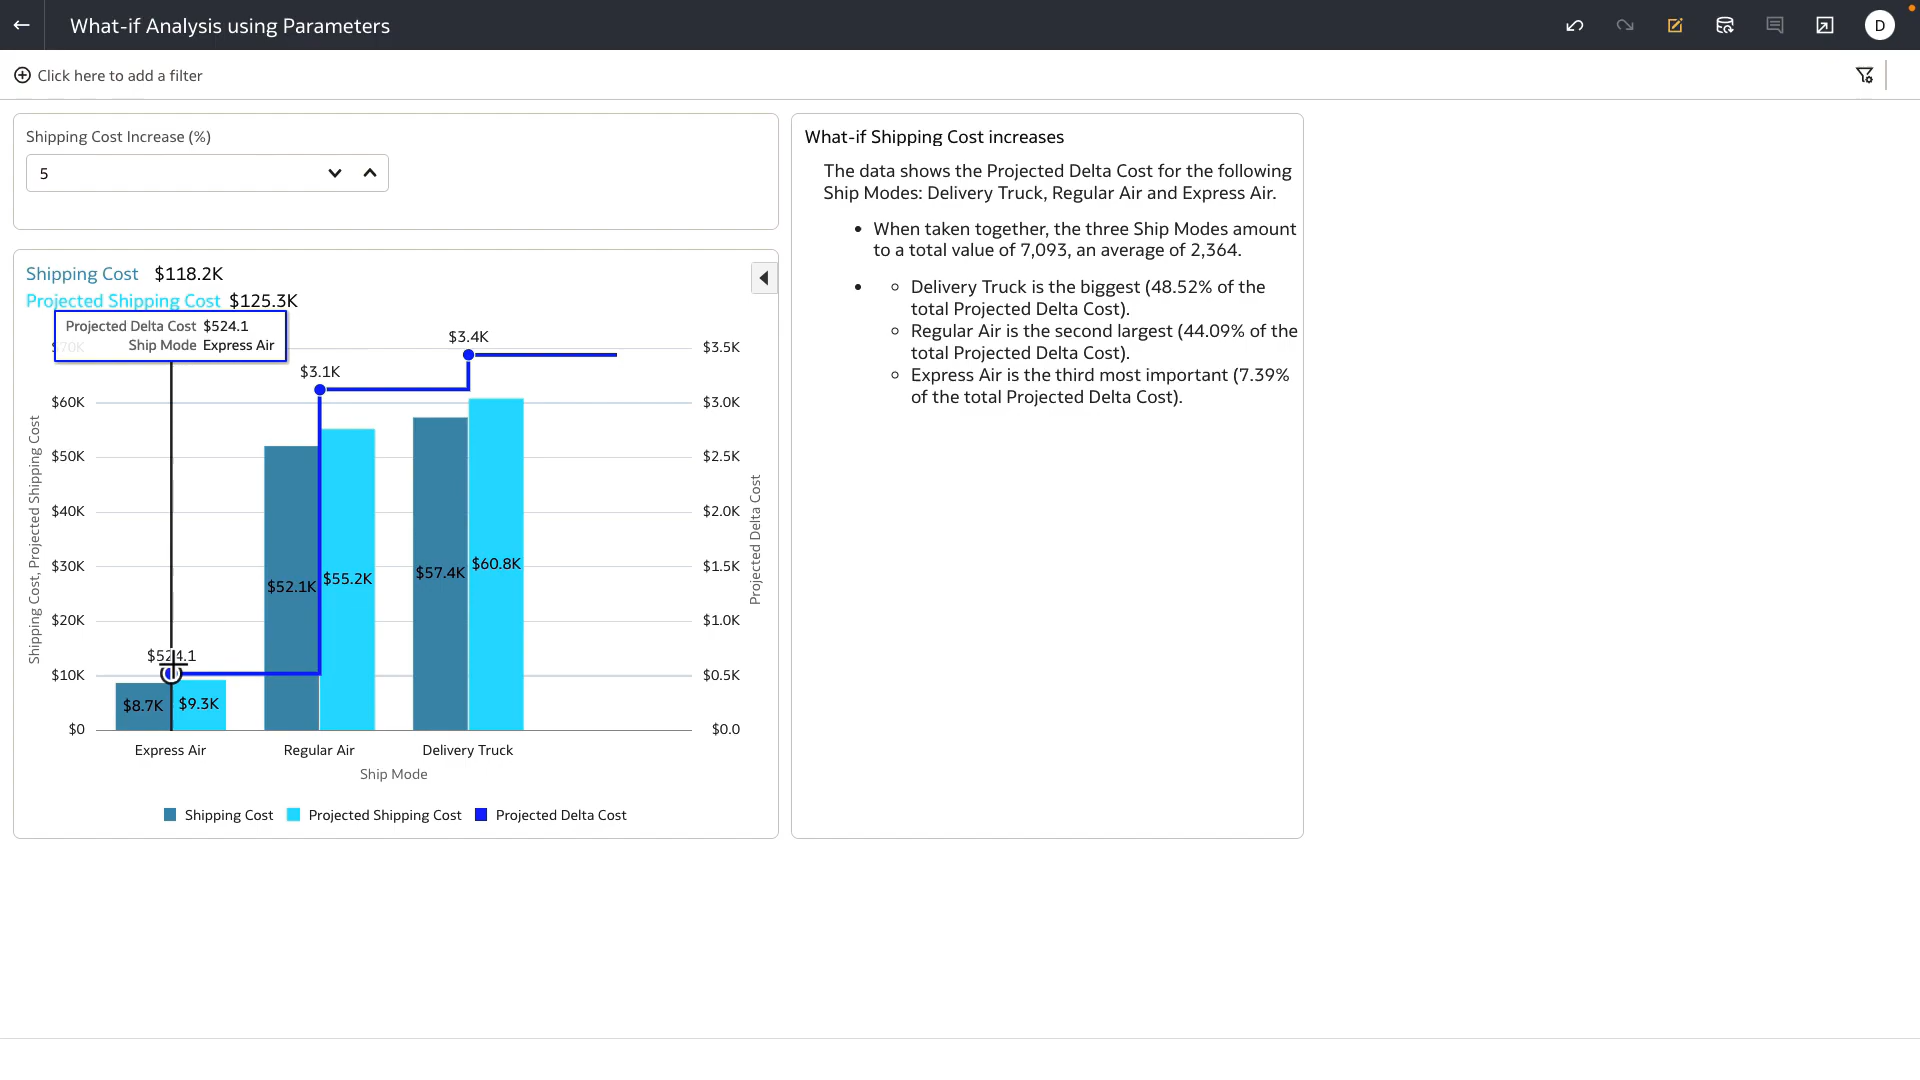 What-if Analysis using Parameters
D
Click here to add a filter
Shipping Cost Increase (%)
5
Shipping Cost $118.2K
Projected Shipping Cost $125.3K
Projected Delta Cost $524.1
Ship Mode Express Air
$70K
$60K
$50K
$40K
$30K
$20K
$10K
$0
Shipping Cost, Projected Shipping Cost
$3.4K
$3.1K
$524.1
$8.7K
$9.3K
$52.1K
$55.2K
$57.4K
$60.8K
$3.5K
$3.0K
$2.5K
$2.0K
$1.5K
$1.0K
$0.5K
$0.0
Projected Delta Cost
Express Air
Regular Air
Delivery Truck
Ship Mode
Shipping Cost
Projected Shipping Cost
Projected Delta Cost
What-if Shipping Cost increases
The data shows the Projected Delta Cost for the following
Ship Modes: Delivery Truck, Regular Air and Express Air.
• When taken together, the three Ship Modes amount
to a total value of 7,093, an average of 2,364.
• ◦ Delivery Truck is the biggest (48.52% of the
total Projected Delta Cost).
◦ Regular Air is the second largest (44.09% of the
total Projected Delta Cost).
◦ Express Air is the third most important (7.39%
of the total Projected Delta Cost).